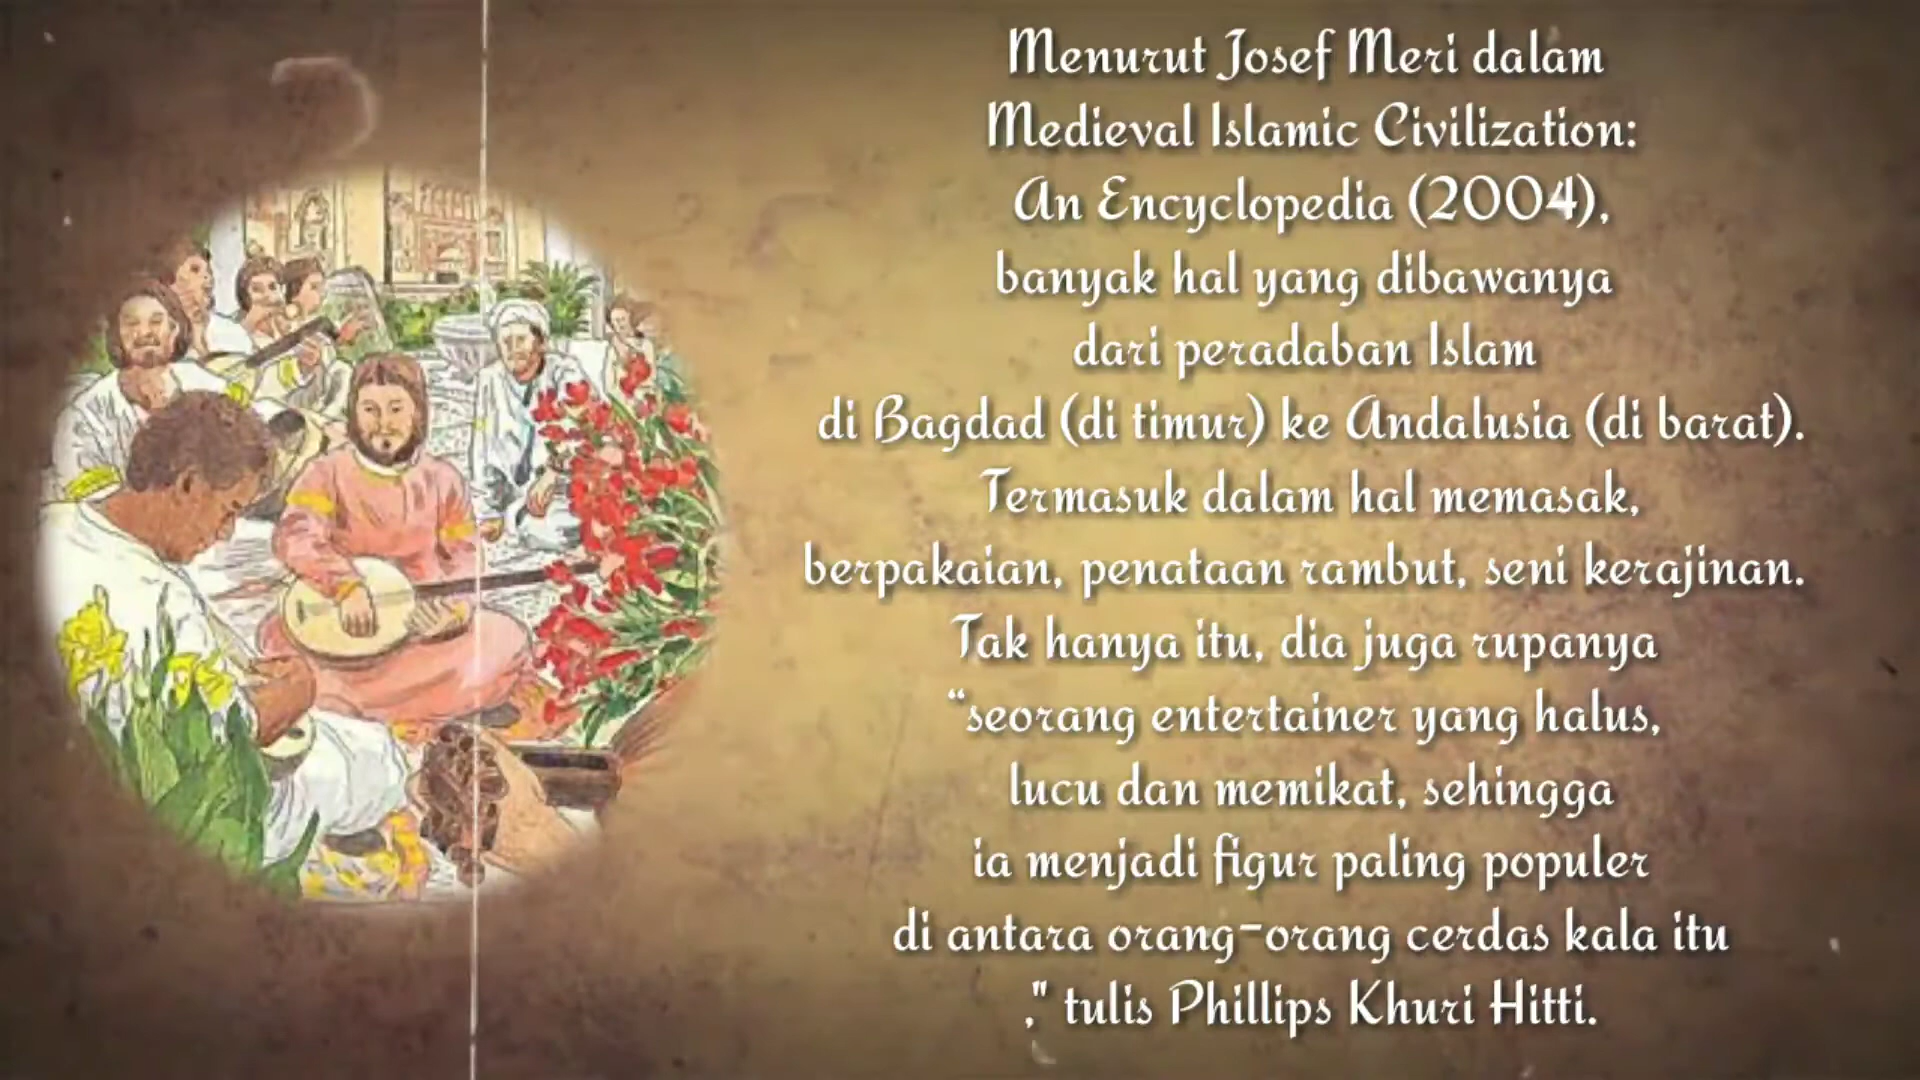 Menurut Josef Meri dalam
Medieval Islamic Civilization:
An Encyclopedia (2004),
banyak hal yang dibawanya
dari peradaban Islam
di Bagdad (di timur) ke Andalusia (di barat).
Termasuk dalam hal memasak,
berpakaian, penataan rambut, seni kerajinan.
Tak hanya itu, dia juga rupanya
“seorang entertainer yang halus,
lucu dan memikat, sehingga
ia menjadi figur paling populer
di antara orang-orang cerdas kala itu
," tulis Phillips Khuri Hitti.